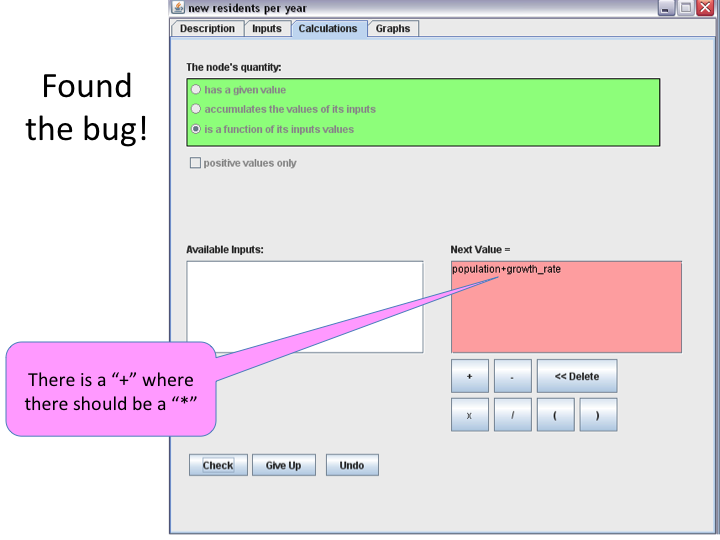 new residents per year
Description Inputs Calculations Graphs
Found
the bug!
The node's quantity:
has a given value
accumulates the values of its inputs
is a function of its inputs values
positive values only
Available Inputs:
Next Value =
population+growth_rate
There is a “+” where
there should be a “*”
+ - << Delete
x / ( )
Check Give Up Undo